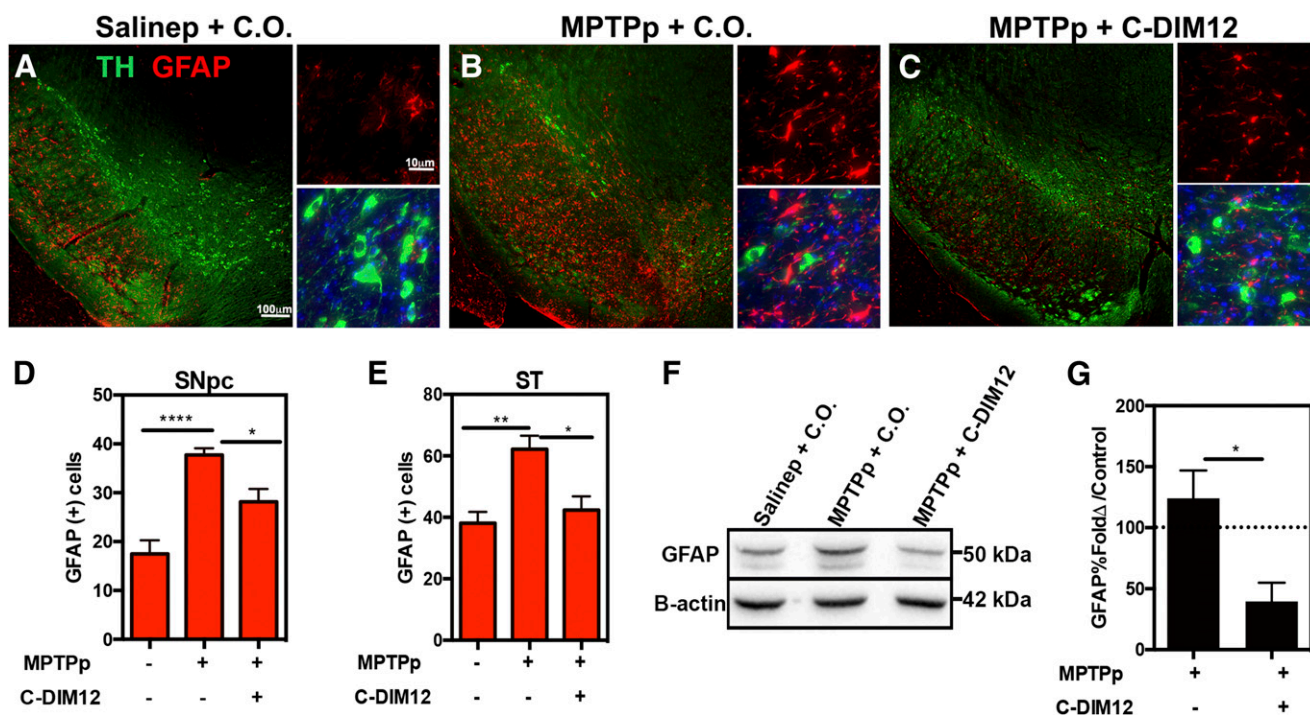 Salinep + C.O. MPTPp + C.O. MPTPp + C-DIM12
A TH GFAP B C
10μm
100μm
D SNpc
GFAP (+) cells
50
40
30
20
10
0
**** *
MPTPp - + +
C-DIM12 - - +
E ST
GFAP (+) cells
80
60
40
20
0
** *
- + +
- - +
F
Salinep + C.O. MPTPp + C.O. MPTPp + C-DIM12
GFAP 50 kDa
B-actin 42 kDa
G
GFAP%FoldΔ/Control
200
150
100
50
0
*
MPTPp + +
C-DIM12 - +